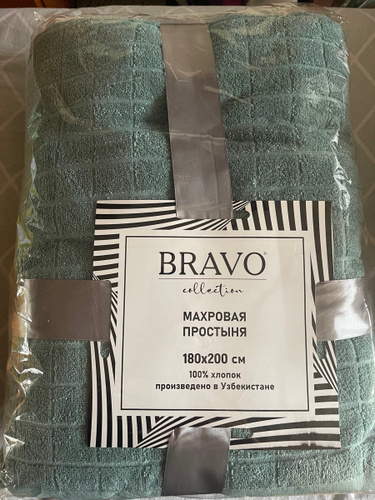 BRAVO®
collection
МАХРОВАЯ
ПРОСТЫНЯ
180х200 см
100% хлопок
произведено в Узбекистане